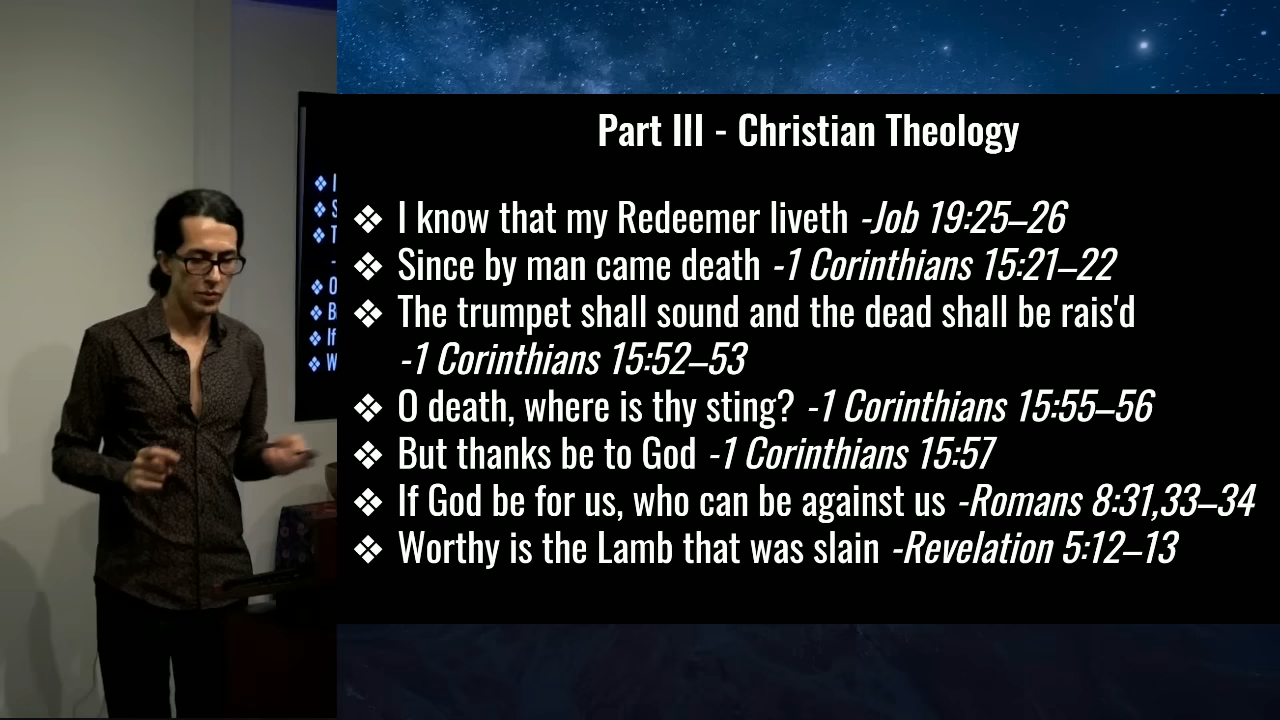 Part III - Christian Theology
❖ I know that my Redeemer liveth -Job 19:25–26
❖ Since by man came death -1 Corinthians 15:21–22
❖ The trumpet shall sound and the dead shall be rais'd
-1 Corinthians 15:52–53
❖ O death, where is thy sting? -1 Corinthians 15:55–56
❖ But thanks be to God -1 Corinthians 15:57
❖ If God be for us, who can be against us -Romans 8:31,33–34
❖ Worthy is the Lamb that was slain -Revelation 5:12–13
❖ I
❖ S
❖ T
-
❖ O
❖ B
❖ If
❖ W